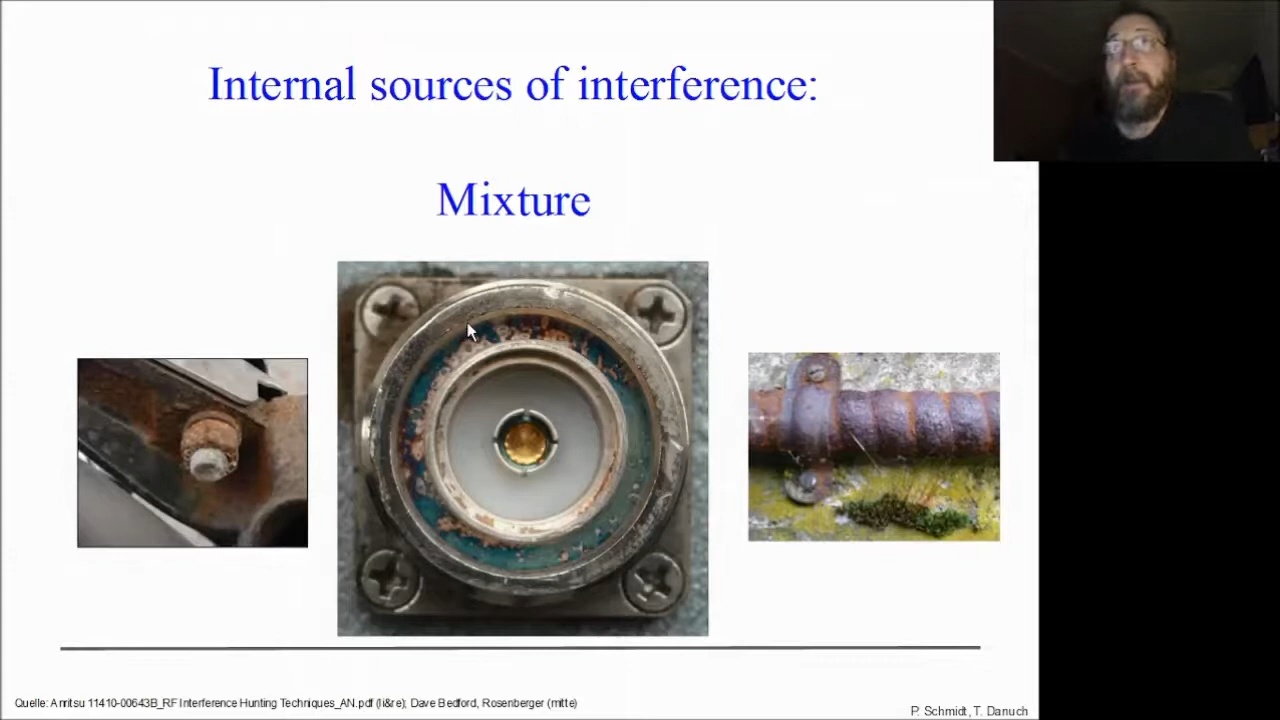 Internal sources of interference:
Mixture
Quelle: Anritsu 11410-00643B_RF Interference Hunting Techniques_AN.pdf (li&re); Dave Bedford, Rosenberger (mitte)
P. Schmidt, T. Danuch